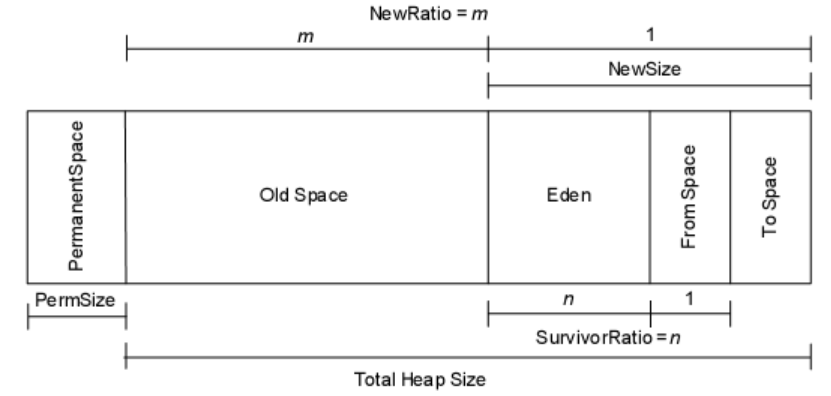 NewRatio = m
m
1
NewSize
PermanentSpace
Old Space
Eden
From Space
To Space
PermSize
n
1
SurvivorRatio = n
Total Heap Size